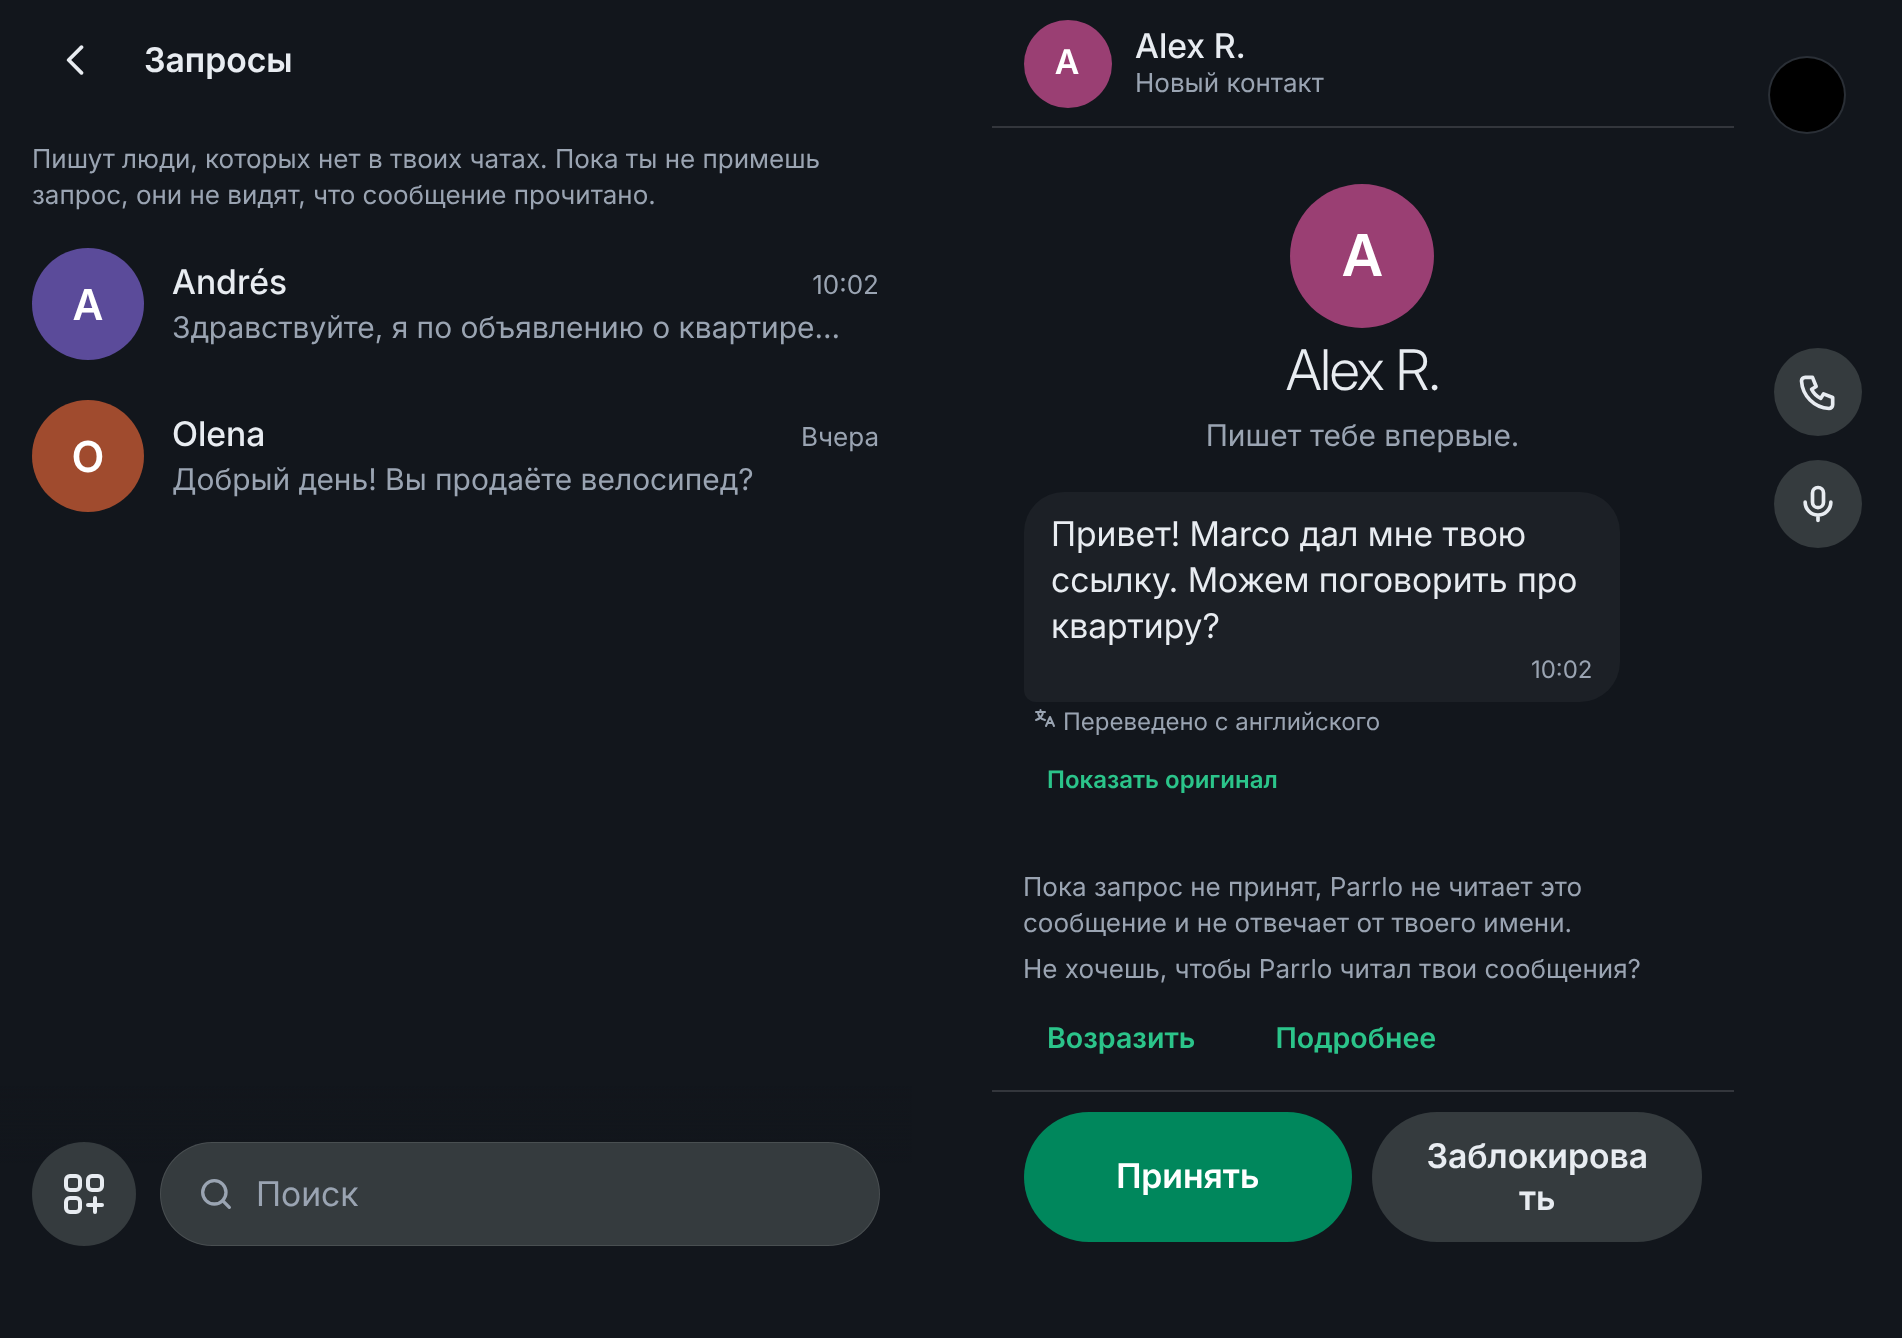 Запросы
Пишут люди, которых нет в твоих чатах. Пока ты не примешь
запрос, они не видят, что сообщение прочитано.
A
Andrés
10:02
Здравствуйте, я по объявлению о квартире...
O
Olena
Вчера
Добрый день! Вы продаёте велосипед?
Поиск
A
Alex R.
Новый контакт
A
Alex R.
Пишет тебе впервые.
Привет! Marco дал мне твою
ссылку. Можем поговорить про
квартиру?
10:02
Переведено с английского
Показать оригинал
Пока запрос не принят, Parrlo не читает это
сообщение и не отвечает от твоего имени.
Не хочешь, чтобы Parrlo читал твои сообщения?
Возразить
Подробнее
Принять
Заблокирова
ть